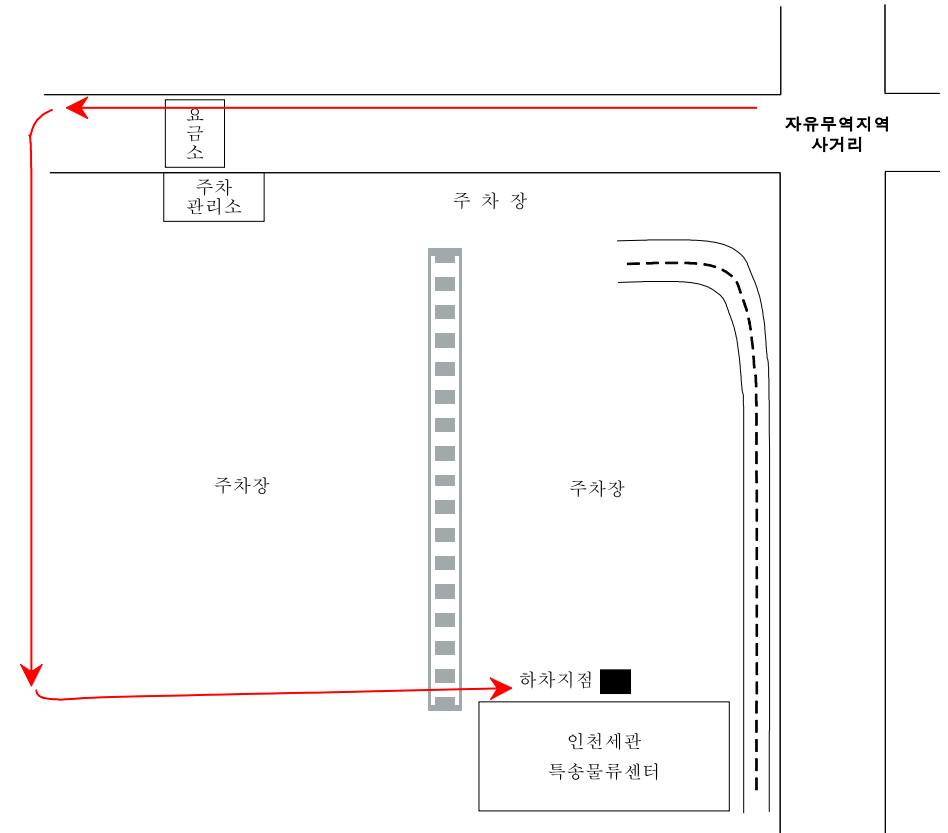 자유무역지역
사거리
요
금
소
주차
관리소
주 차 장
주차장
주차장
하차지점
인천세관
특송물류센터